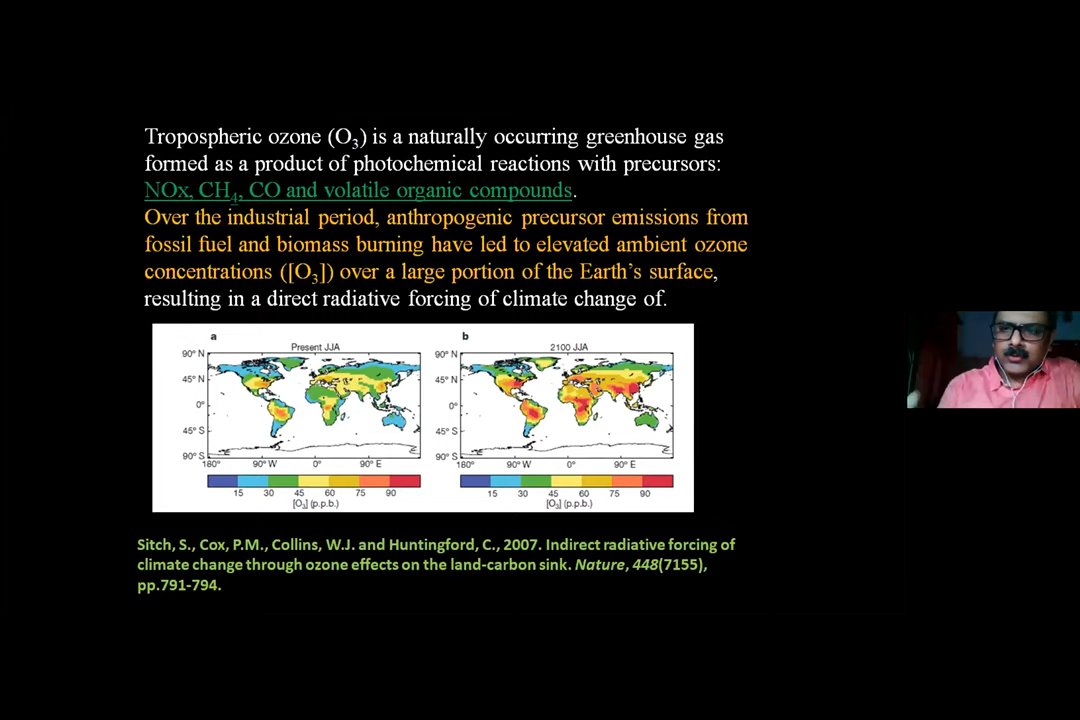 Tropospheric ozone (O3) is a naturally occurring greenhouse gas
formed as a product of photochemical reactions with precursors:
NOx, CH4, CO and volatile organic compounds.
Over the industrial period, anthropogenic precursor emissions from
fossil fuel and biomass burning have led to elevated ambient ozone
concentrations ([O3]) over a large portion of the Earth's surface,
resulting in a direct radiative forcing of climate change of.
a
Present JJA
90° N
45° N
0°
45° S
90° S
180° 90° W 0° 90° E
15 30 45 60 75 90
[O3] (p.p.b.)
b
2100 JJA
90° N
45° N
0°
45° S
90° S
180° 90° W 0° 90° E
15 30 45 60 75 90
[O3] (p.p.b.)
Sitch, S., Cox, P.M., Collins, W.J. and Huntingford, C., 2007. Indirect radiative forcing of
climate change through ozone effects on the land-carbon sink. Nature, 448(7155),
pp.791-794.